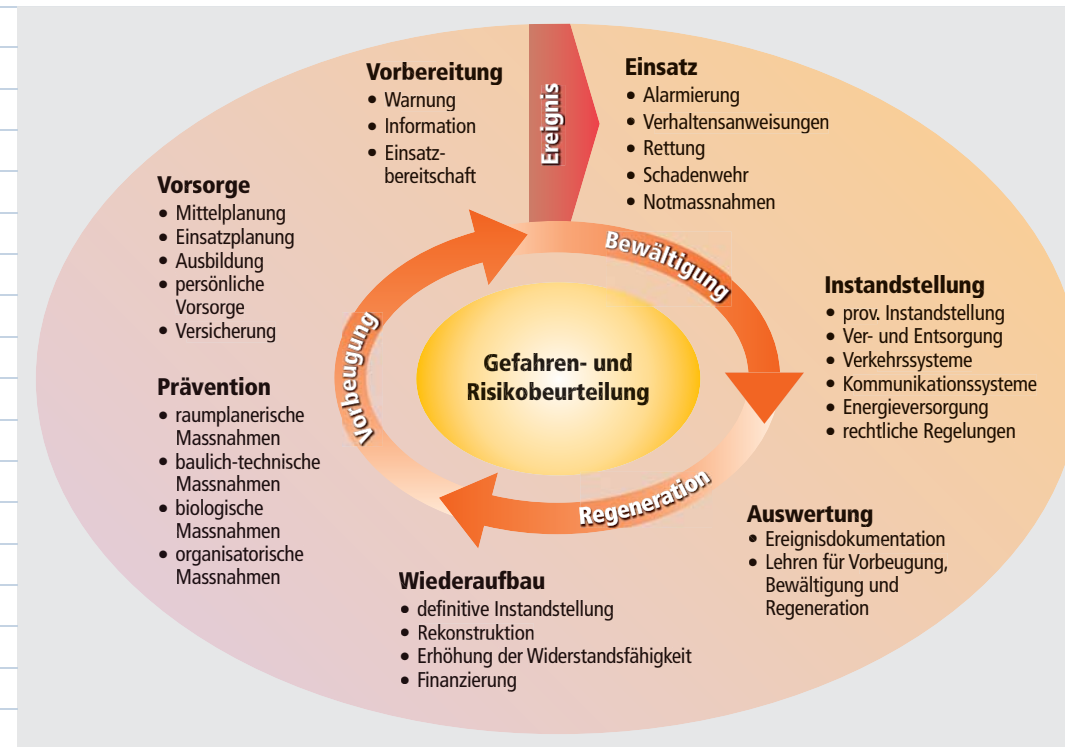 Vorbereitung
• Warnung
• Information
• Einsatz-
bereitschaft
Ereignis
Einsatz
• Alarmierung
• Verhaltensanweisungen
• Rettung
• Schadenwehr
• Notmassnahmen
Vorsorge
• Mittelplanung
• Einsatzplanung
• Ausbildung
• persönliche
Vorsorge
• Versicherung
Bewältigung
Instandstellung
• prov. Instandstellung
• Ver- und Entsorgung
• Verkehrssysteme
• Kommunikationssysteme
• Energieversorgung
• rechtliche Regelungen
Vorbeugung
Gefahren- und
Risikobeurteilung
Prävention
• raumplanerische
Massnahmen
• baulich-technische
Massnahmen
• biologische
Massnahmen
• organisatorische
Massnahmen
Regeneration
Auswertung
• Ereignisdokumentation
• Lehren für Vorbeugung,
Bewältigung und
Regeneration
Wiederaufbau
• definitive Instandstellung
• Rekonstruktion
• Erhöhung der Widerstandsfähigkeit
• Finanzierung